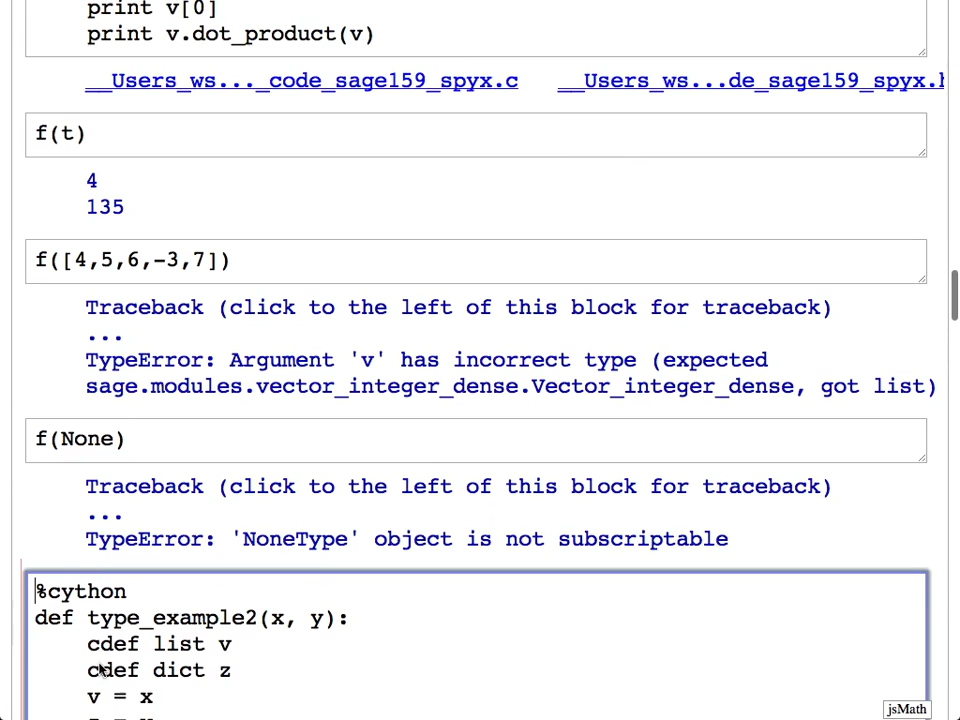 print v[0]
print v.dot_product(v)
__Users_ws..._code_sage159_spyx.c __Users_ws...de_sage159_spyx.h
f(t)
4
135
f([4,5,6,-3,7])
Traceback (click to the left of this block for traceback)
...
TypeError: Argument 'v' has incorrect type (expected
sage.modules.vector_integer_dense.Vector_integer_dense, got list)
f(None)
Traceback (click to the left of this block for traceback)
...
TypeError: 'NoneType' object is not subscriptable
%cython
def type_example2(x, y):
cdef list v
cdef dict z
v = x
jsMath